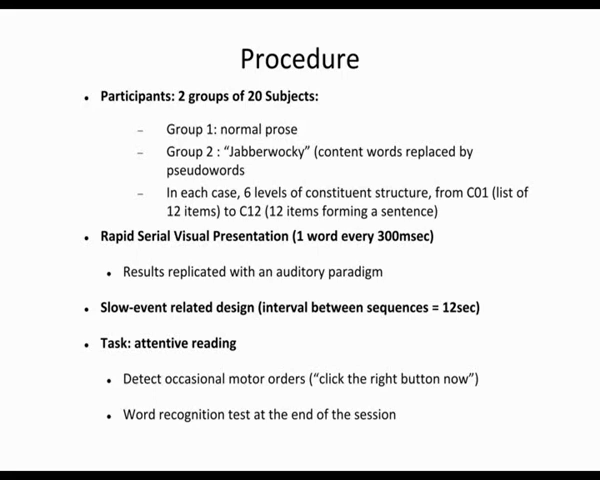 Procedure
• Participants: 2 groups of 20 Subjects:
– Group 1: normal prose
– Group 2 : “Jabberwocky” (content words replaced by
pseudowords
– In each case, 6 levels of constituent structure, from C01 (list of
12 items) to C12 (12 items forming a sentence)
• Rapid Serial Visual Presentation (1 word every 300msec)
• Results replicated with an auditory paradigm
• Slow-event related design (interval between sequences = 12sec)
• Task: attentive reading
• Detect occasional motor orders (“click the right button now”)
• Word recognition test at the end of the session